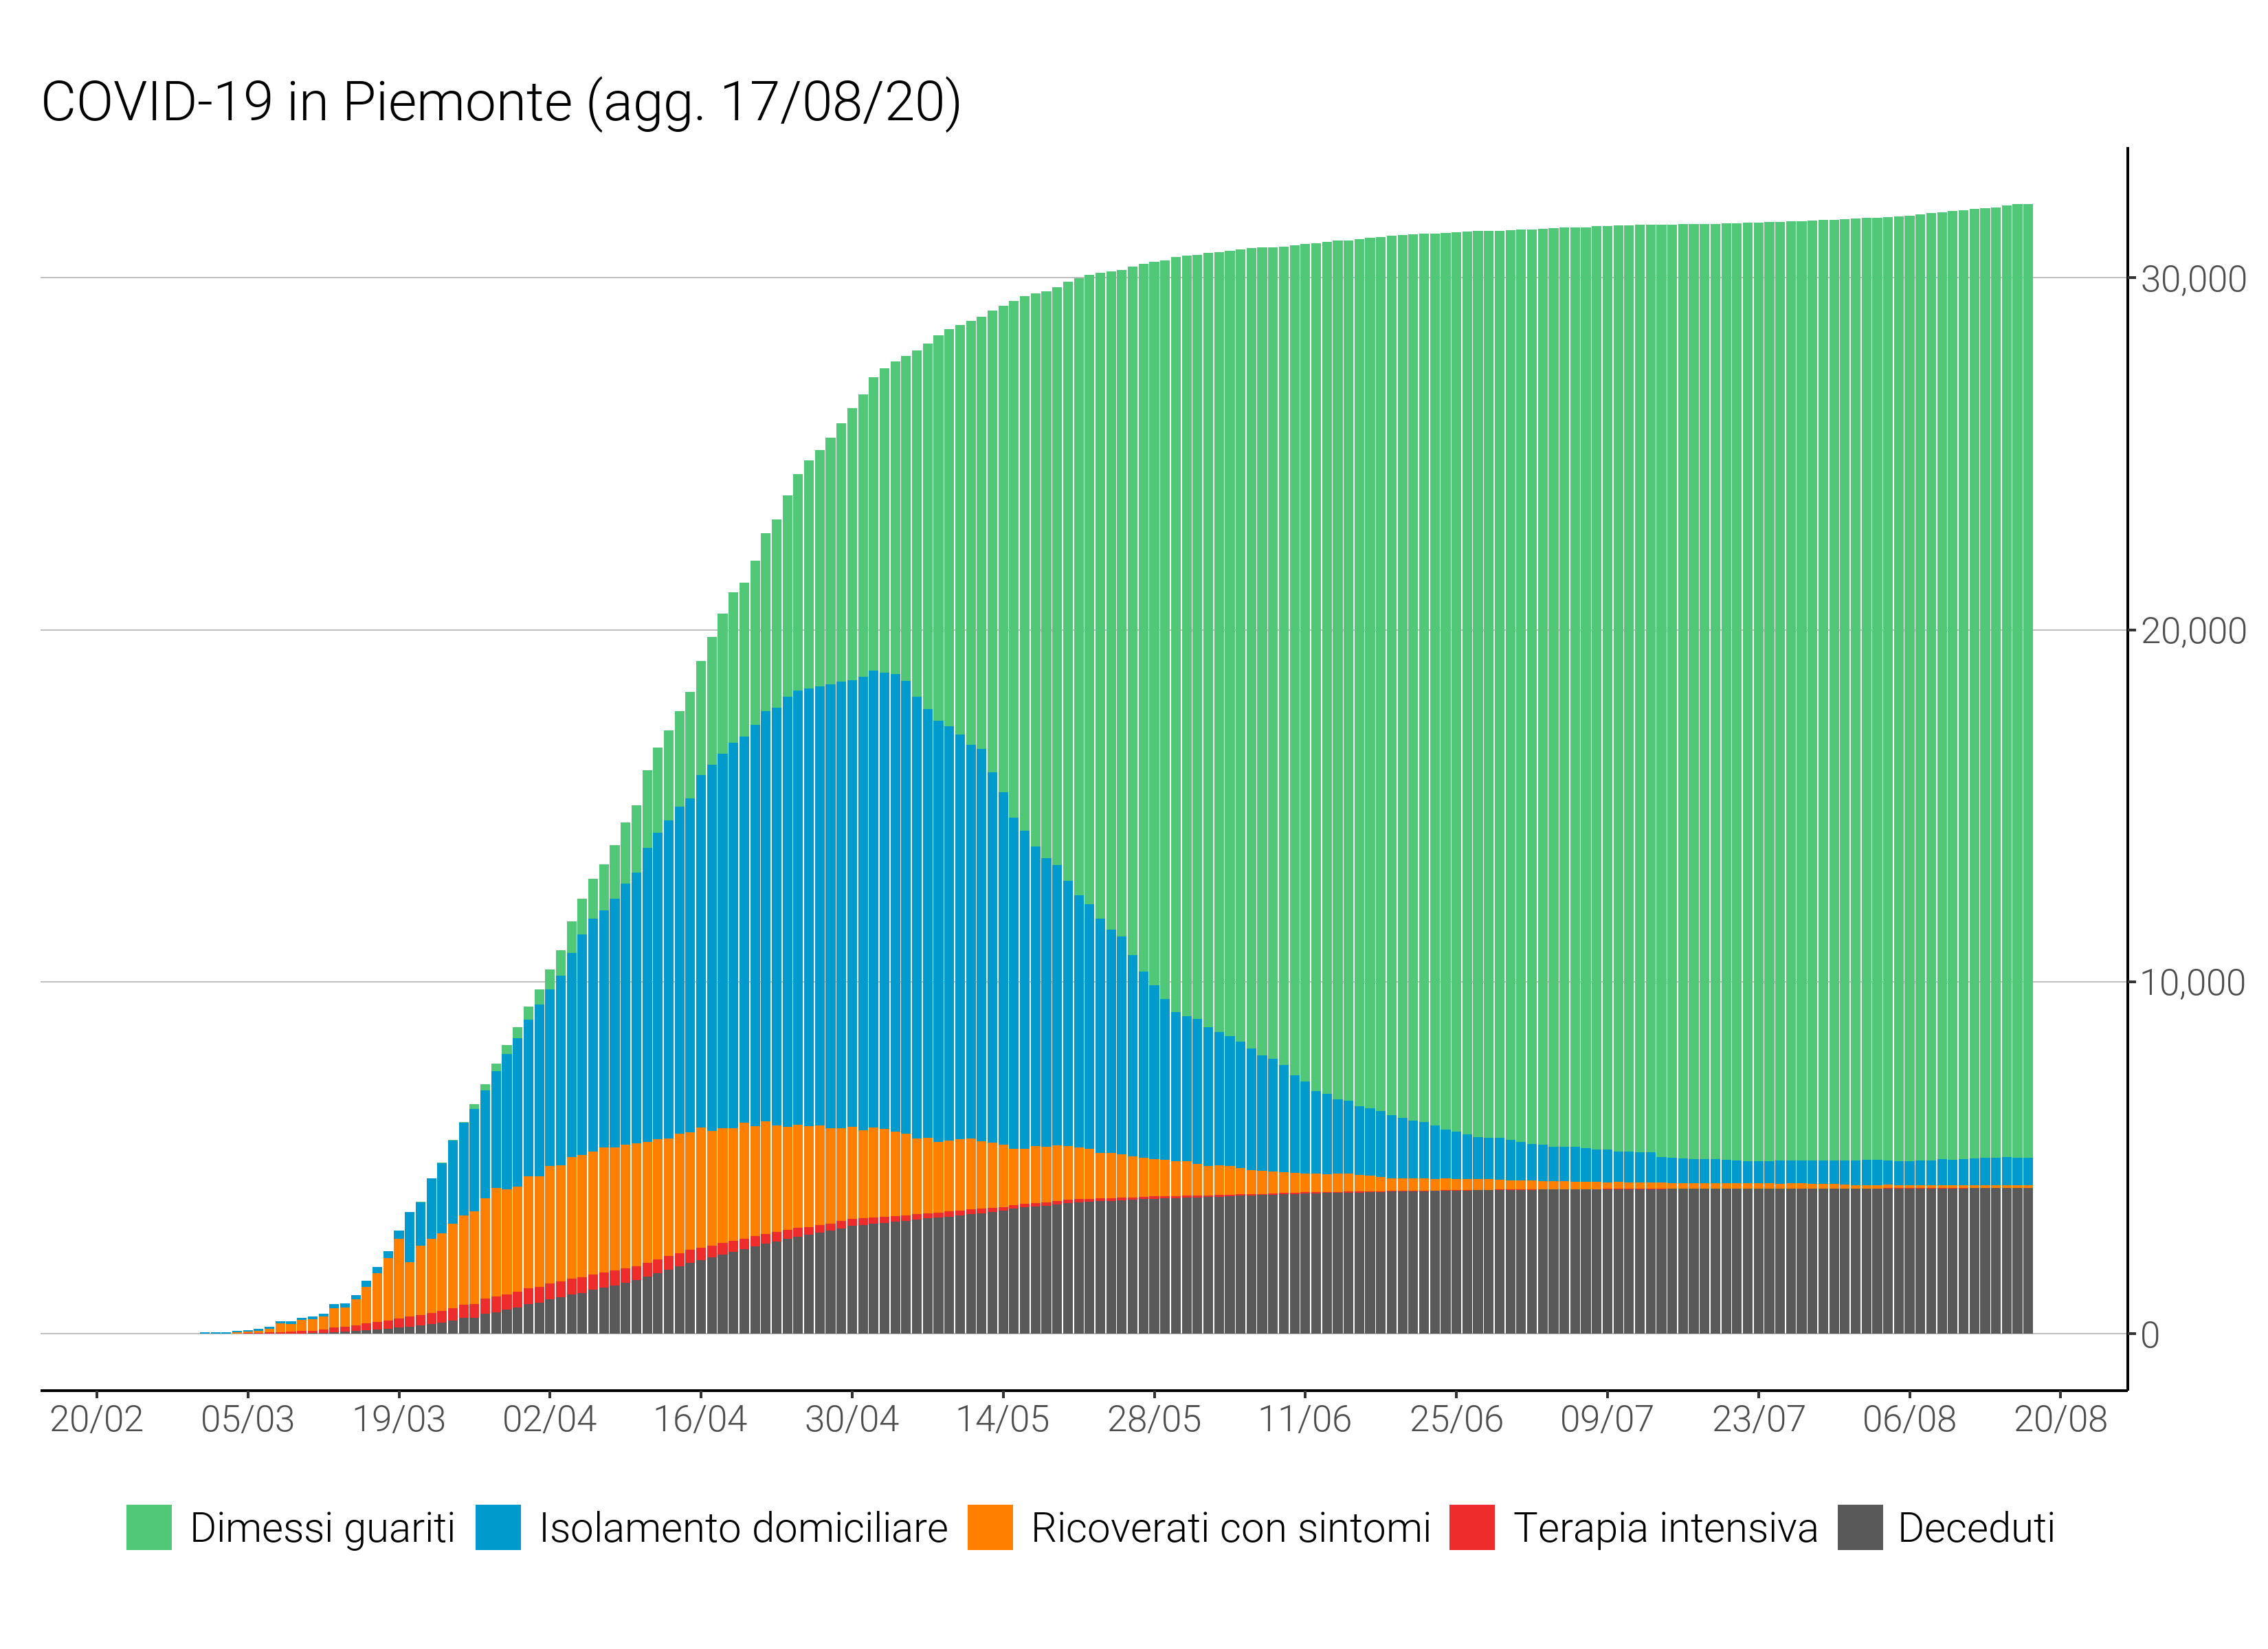 COVID-19 in Piemonte (agg. 17/08/20)
30,000
20,000
10,000
0
20/02 05/03 19/03 02/04 16/04 30/04 14/05 28/05 11/06 25/06 09/07 23/07 06/08 20/08
Dimessi guariti Isolamento domiciliare Ricoverati con sintomi Terapia intensiva Deceduti